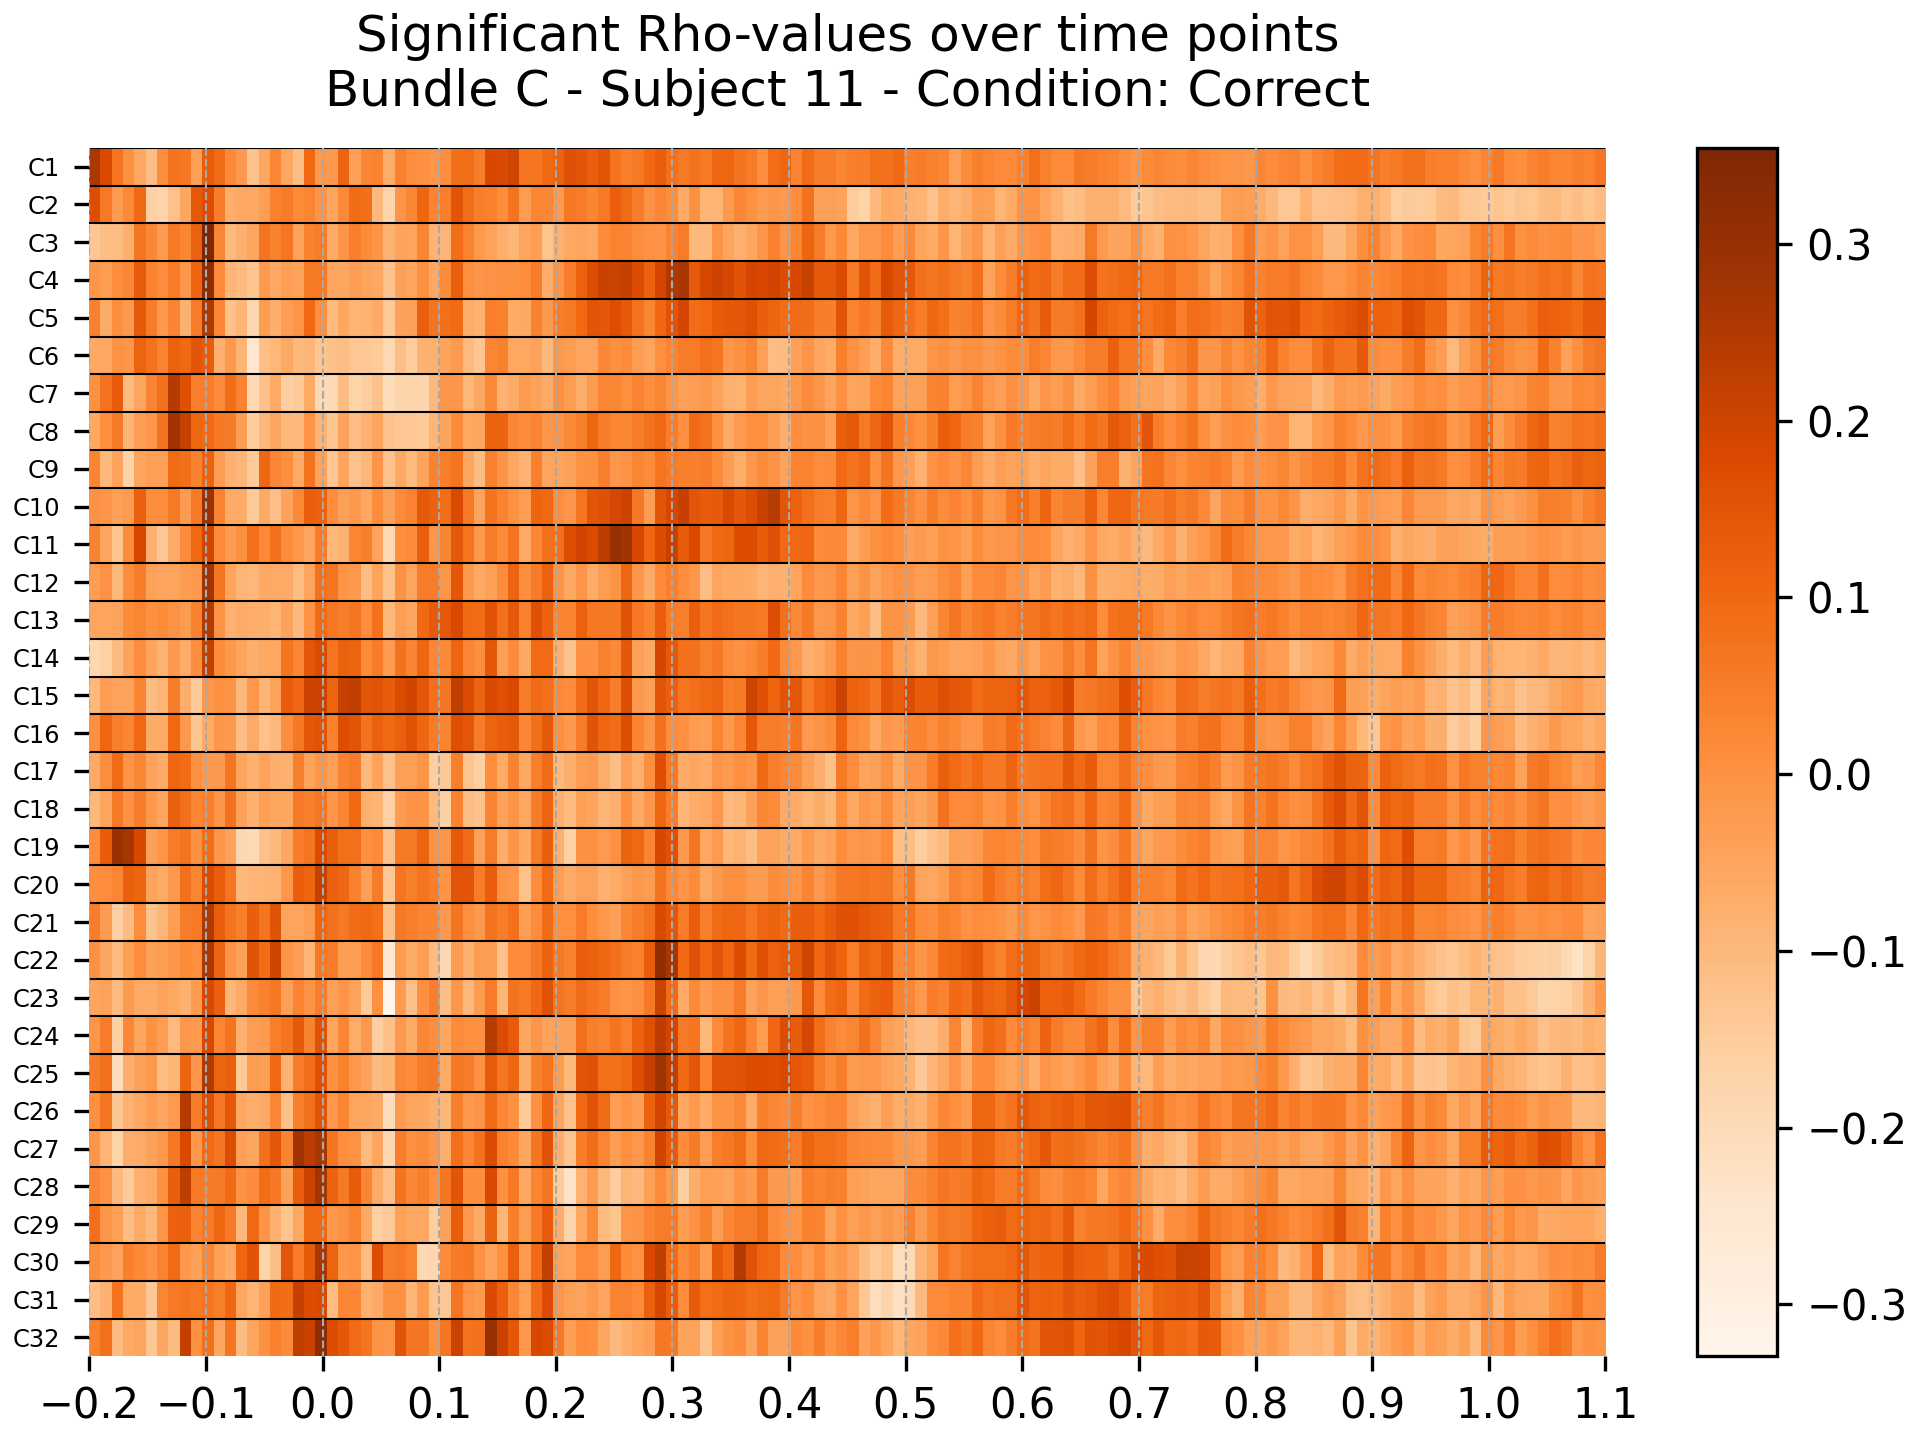 Significant Rho-values over time points
Bundle C - Subject 11 - Condition: Correct
C1
C2
C3
C4
C5
C6
C7
C8
C9
C10
C11
C12
C13
C14
C15
C16
C17
C18
C19
C20
C21
C22
C23
C24
C25
C26
C27
C28
C29
C30
C31
C32
−0.2 −0.1 0.0 0.1 0.2 0.3 0.4 0.5 0.6 0.7 0.8 0.9 1.0 1.1
0.3
0.2
0.1
0.0
−0.1
−0.2
−0.3